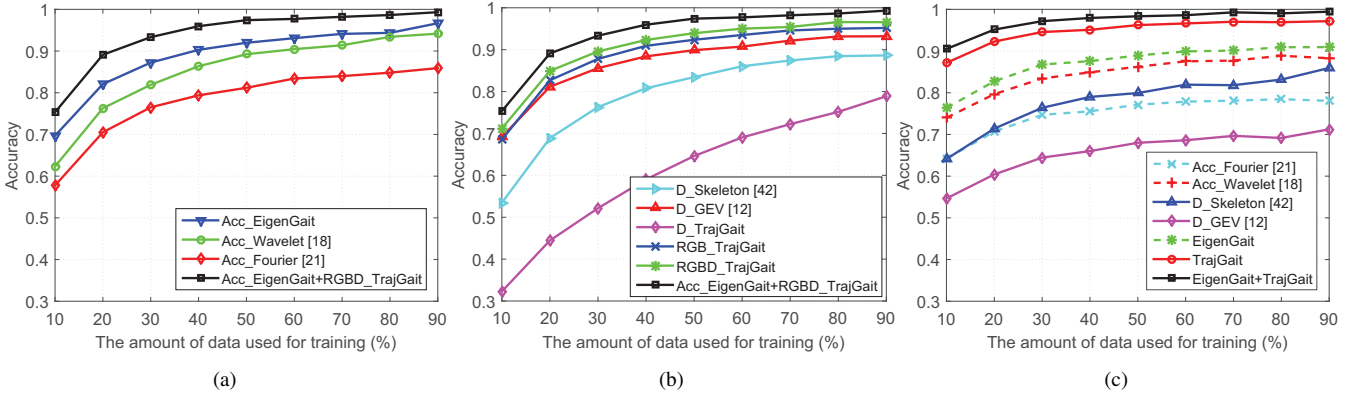 1
0.9
0.8
0.7
0.6
0.5
0.4
0.3
Accuracy
10 20 30 40 50 60 70 80 90
The amount of data used for training (%)
Acc_EigenGait
Acc_Wavelet [18]
Acc_Fourier [21]
Acc_EigenGait+RGBD_TrajGait
(a)
1
0.9
0.8
0.7
0.6
0.5
0.4
0.3
Accuracy
10 20 30 40 50 60 70 80 90
The amount of data used for training (%)
D_Skeleton [42]
D_GEV [12]
D_TrajGait
RGB_TrajGait
RGBD_TrajGait
Acc_EigenGait+RGBD_TrajGait
(b)
1
0.9
0.8
0.7
0.6
0.5
0.4
0.3
Accuracy
10 20 30 40 50 60 70 80 90
The amount of data used for training (%)
Acc_Fourier [21]
Acc_Wavelet [18]
D_Skeleton [42]
D_GEV [12]
EigenGait
TrajGait
EigenGait+TrajGait
(c)